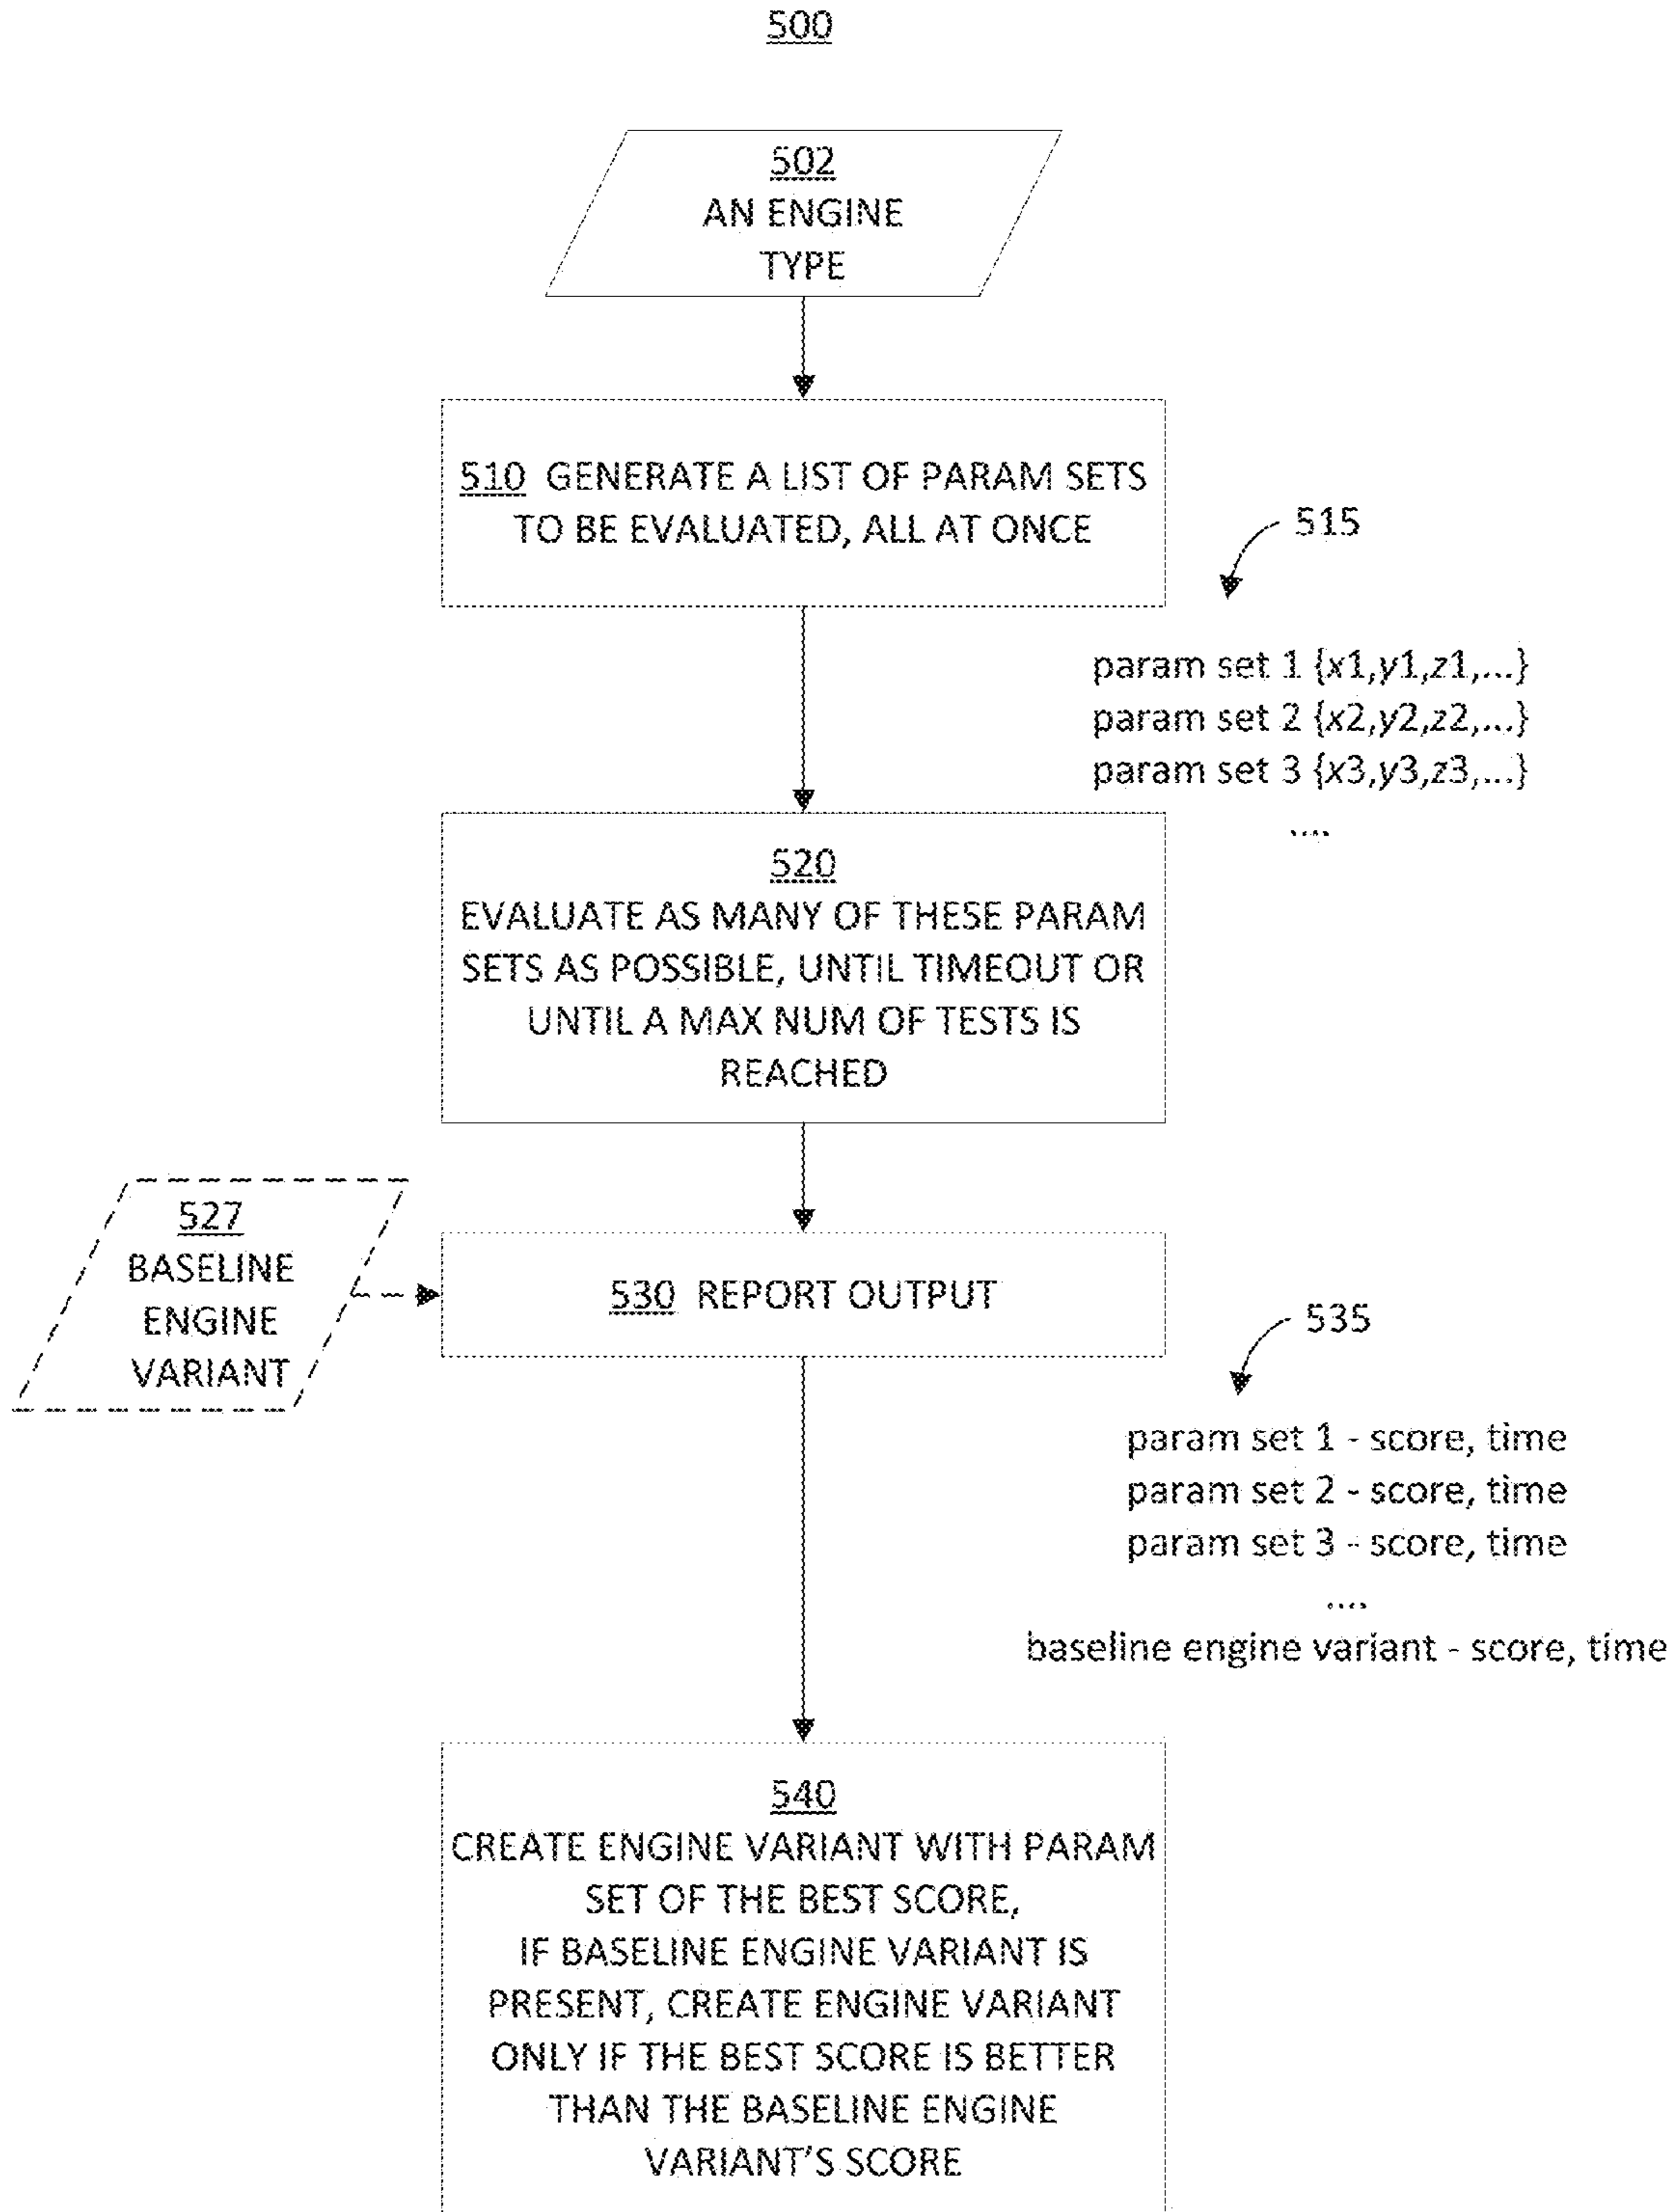 500
502
AN ENGINE
TYPE
510 GENERATE A LIST OF PARAM SETS
TO BE EVALUATED, ALL AT ONCE
515
param set 1 {x1,y1,z1,...}
param set 2 {x2,y2,z2,...}
param set 3 {x3,y3,z3,...}
....
520
EVALUATE AS MANY OF THESE PARAM
SETS AS POSSIBLE, UNTIL TIMEOUT OR
UNTIL A MAX NUM OF TESTS IS
REACHED
527
BASELINE
ENGINE
VARIANT
530 REPORT OUTPUT
535
param set 1 - score, time
param set 2 - score, time
param set 3 - score, time
....
baseline engine variant - score, time
540
CREATE ENGINE VARIANT WITH PARAM
SET OF THE BEST SCORE,
IF BASELINE ENGINE VARIANT IS
PRESENT, CREATE ENGINE VARIANT
ONLY IF THE BEST SCORE IS BETTER
THAN THE BASELINE ENGINE
VARIANT'S SCORE